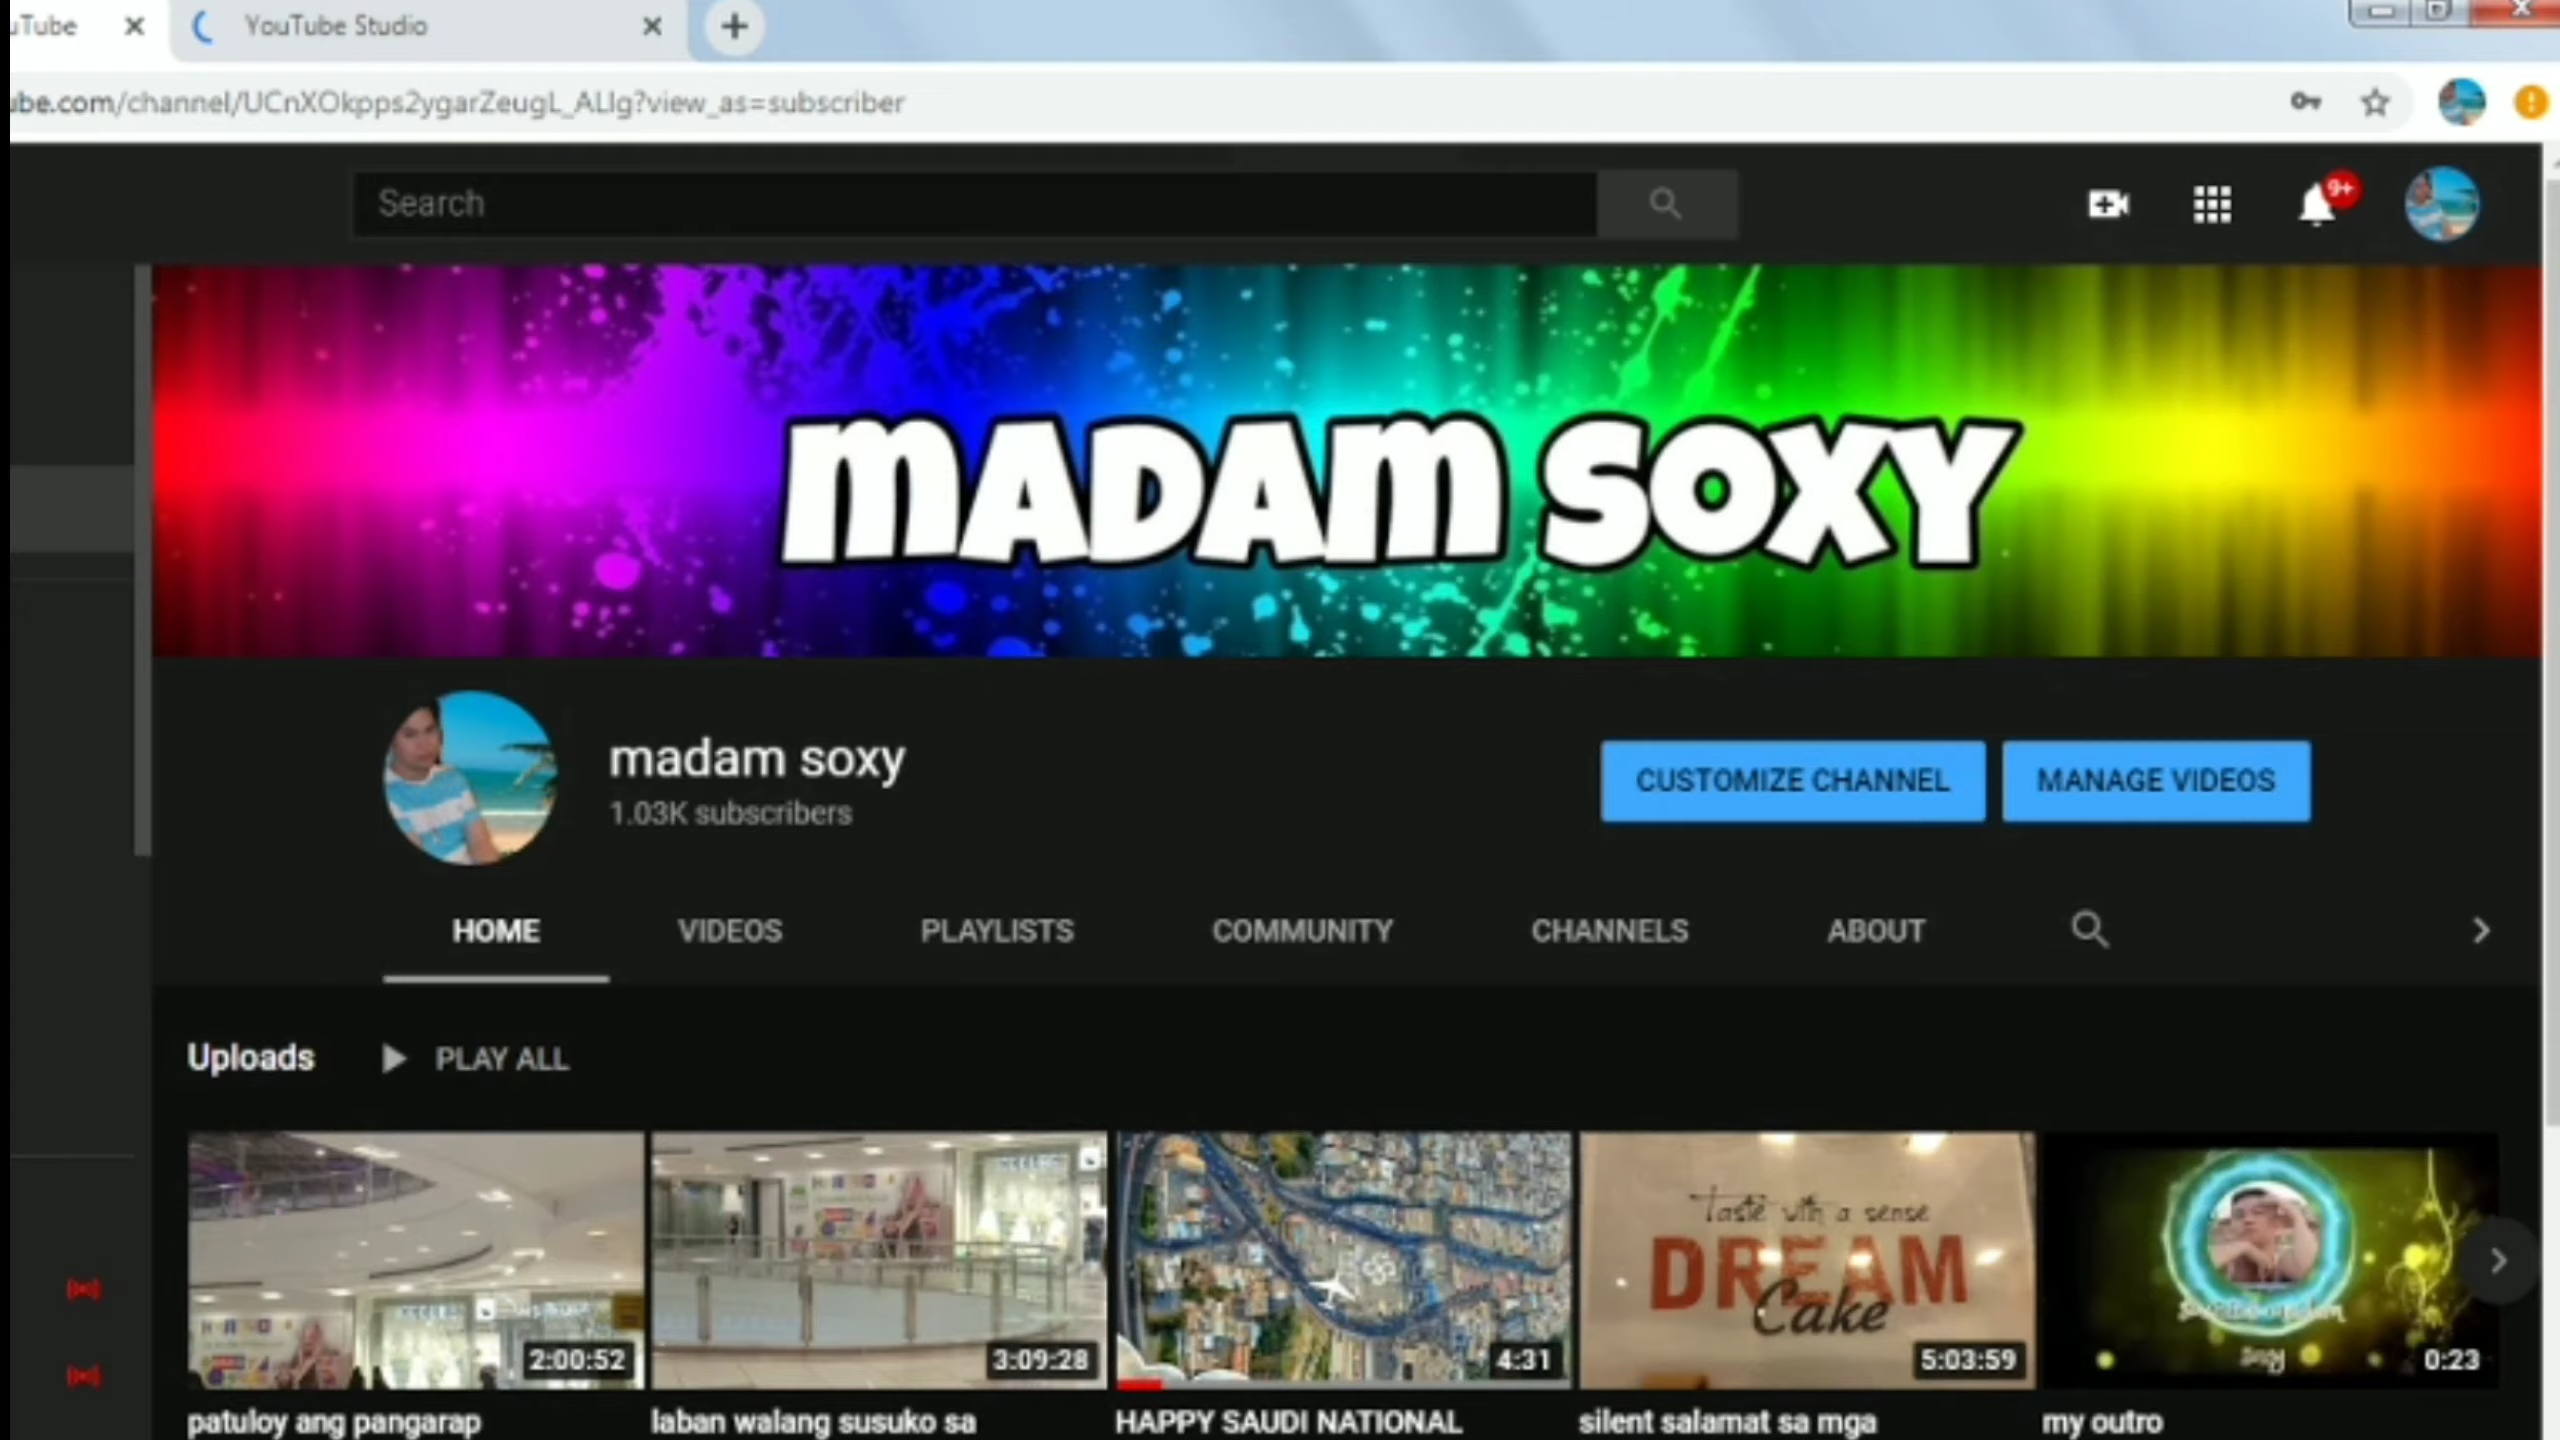 uTube
YouTube Studio
ube.com/channel/UCnXOkpps2ygarZeugL_ALIg?view_as=subscriber
Search
9+
MADAM SOXY
madam soxy
1.03K subscribers
CUSTOMIZE CHANNEL
MANAGE VIDEOS
HOME
VIDEOS
PLAYLISTS
COMMUNITY
CHANNELS
ABOUT
Uploads
PLAY ALL
Taste with a sense
DREAM
Cake
2:00:52
3:09:28
4:31
5:03:59
0:23
patuloy ang pangarap
laban walang susuko sa
HAPPY SAUDI NATIONAL
silent salamat sa mga
my outro